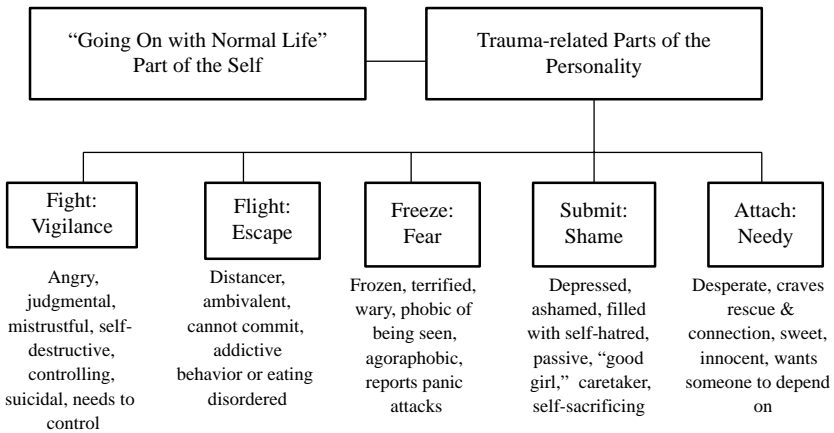 “Going On with Normal Life”
Part of the Self
Trauma-related Parts of the
Personality
Fight:
Vigilance
Flight:
Escape
Freeze:
Fear
Submit:
Shame
Attach:
Needy
Angry,
judgmental,
mistrustful, self-
destructive,
controlling,
suicidal, needs to
control
Distancer,
ambivalent,
cannot commit,
addictive
behavior or eating
disordered
Frozen, terrified,
wary, phobic of
being seen,
agoraphobic,
reports panic
attacks
Depressed,
ashamed, filled
with self-hatred,
passive, “good
girl,” caretaker,
self-sacrificing
Desperate, craves
rescue &
connection, sweet,
innocent, wants
someone to depend
on